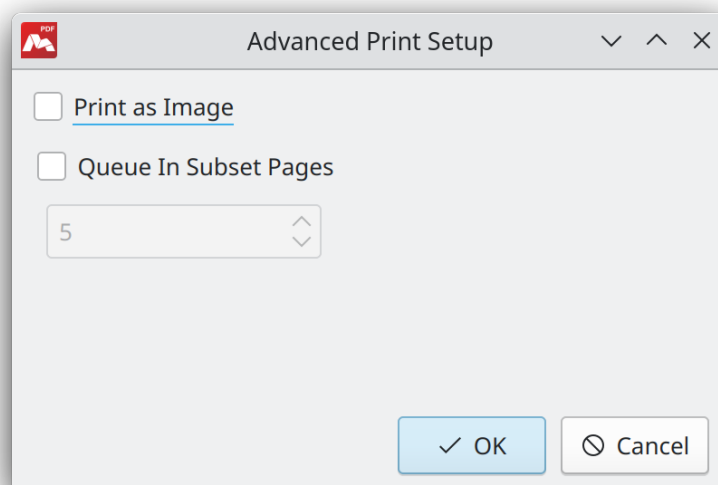 PDF
Advanced Print Setup
Print as Image
Queue In Subset Pages
5
OK
Cancel